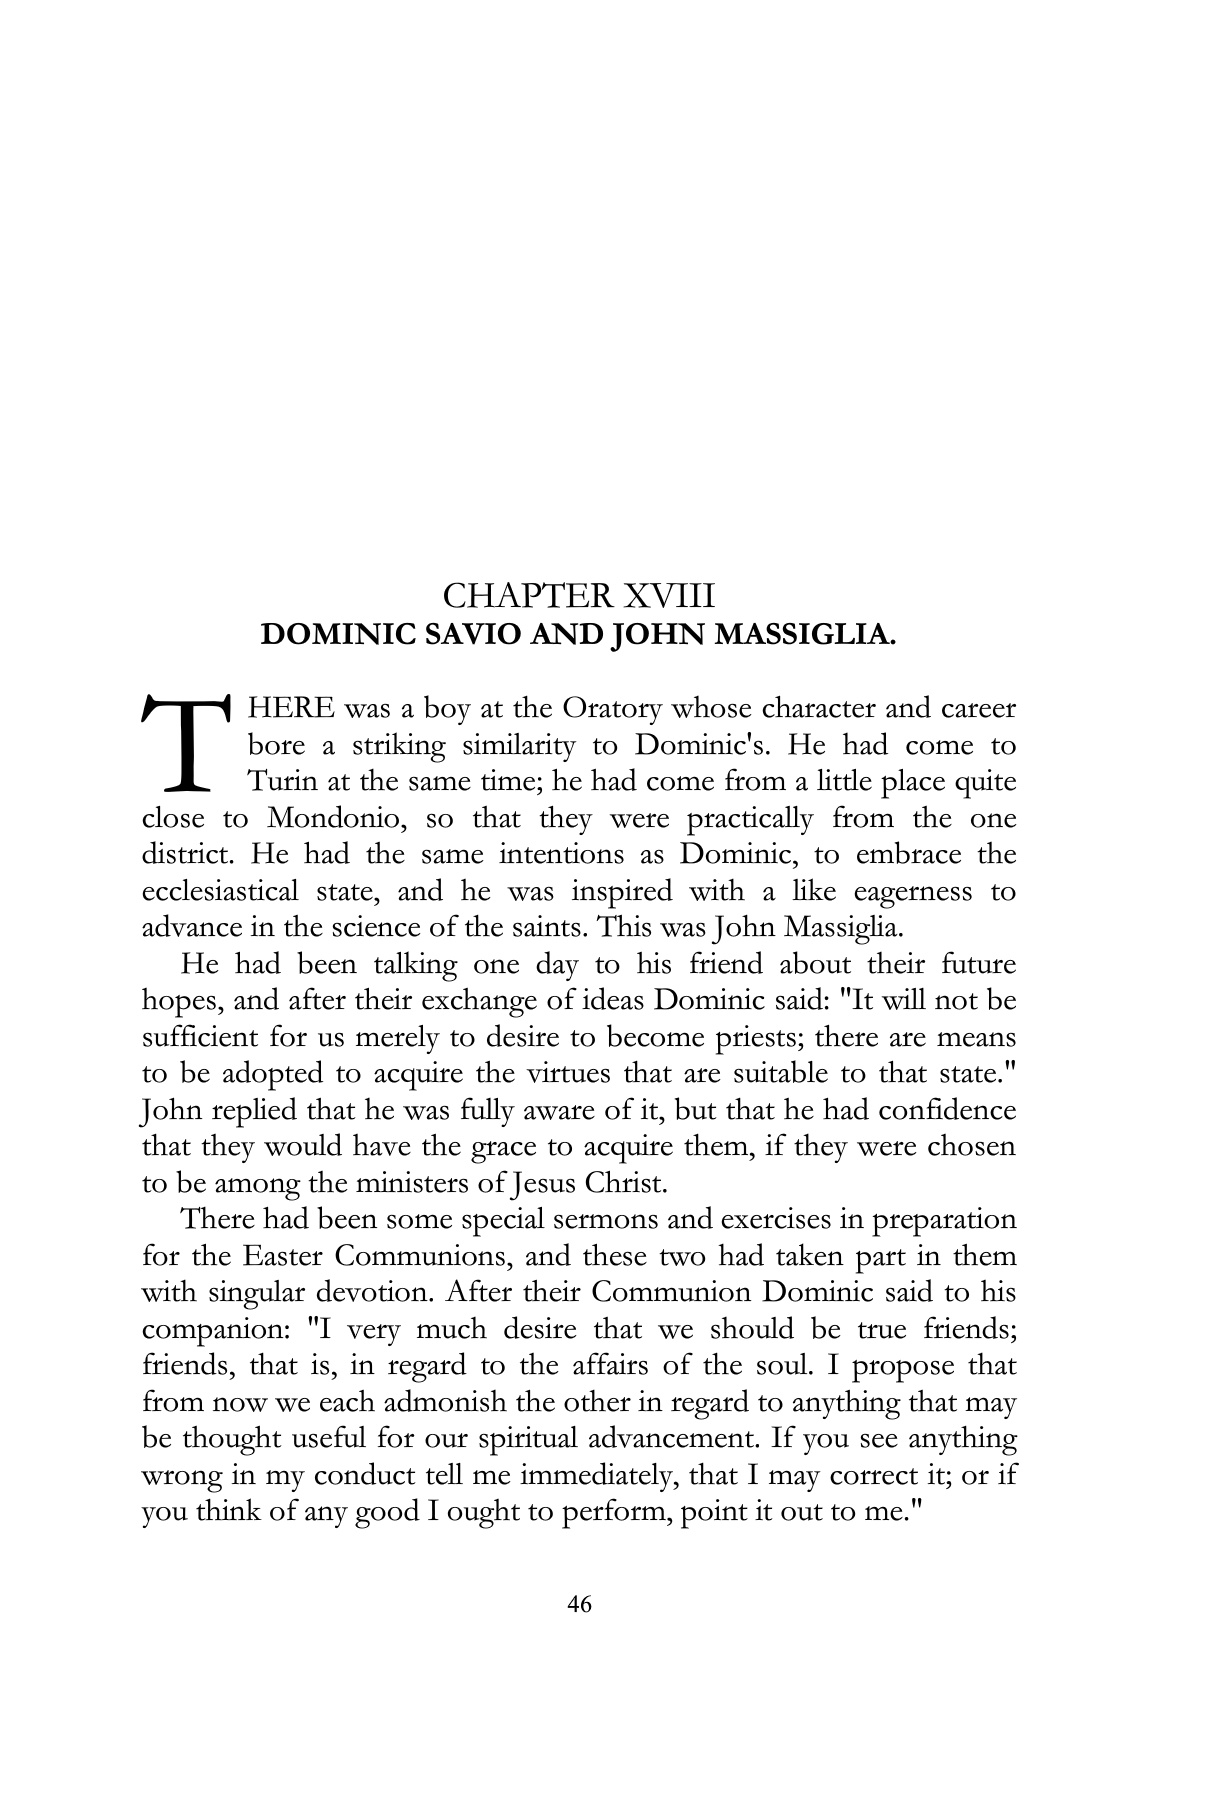 CHAPTER XVIII
DOMINIC SAVIO AND JOHN MASSIGLIA.
THERE was a boy at the Oratory whose character and career
bore a striking similarity to Dominic's. He had come to
Turin at the same time; he had come from a little place quite
close to Mondonio, so that they were practically from the one
district. He had the same intentions as Dominic, to embrace the
ecclesiastical state, and he was inspired with a like eagerness to
advance in the science of the saints. This was John Massiglia.
He had been talking one day to his friend about their future
hopes, and after their exchange of ideas Dominic said: "It will not be
sufficient for us merely to desire to become priests; there are means
to be adopted to acquire the virtues that are suitable to that state."
John replied that he was fully aware of it, but that he had confidence
that they would have the grace to acquire them, if they were chosen
to be among the ministers of Jesus Christ.
There had been some special sermons and exercises in preparation
for the Easter Communions, and these two had taken part in them
with singular devotion. After their Communion Dominic said to his
companion: "I very much desire that we should be true friends;
friends, that is, in regard to the affairs of the soul. I propose that
from now we each admonish the other in regard to anything that may
be thought useful for our spiritual advancement. If you see anything
wrong in my conduct tell me immediately, that I may correct it; or if
you think of any good I ought to perform, point it out to me."
46